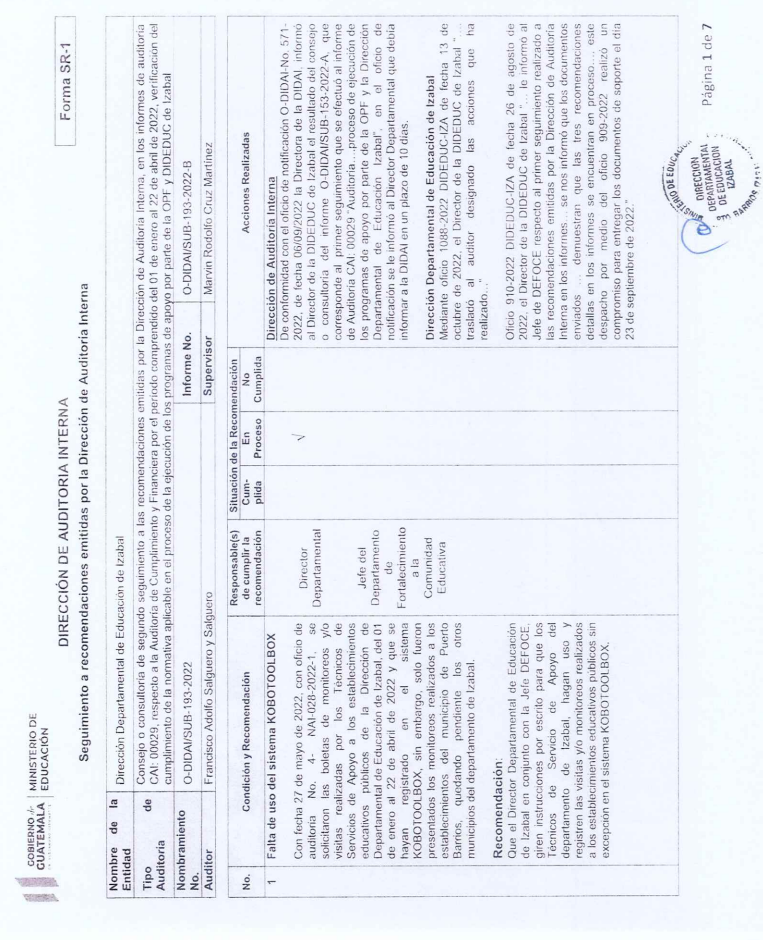 GOBIERNO de
GUATEMALA
MINISTERIO DE
EDUCACIÓN
DIRECCIÓN DE AUDITORIA INTERNA
Forma SR-1
Seguimiento a recomendaciones emitidas por la Dirección de Auditoria Interna
Nombre de la
Entidad
Dirección Departamental de Educación de Izabal
Tipo de
Auditoría
Consejo o consultoría de segundo seguimiento a las recomendaciones emitidas por la Dirección de Auditoría Interna, en los informes de auditoría
CAI: 00029, respecto a la Auditoría de Cumplimiento y Financiera por el período comprendido del 01 de enero al 22 de abril de 2022, verificación del
cumplimiento de la normativa aplicable en el proceso de la ejecución de los programas de apoyo por parte de la OPF y DIDEDUC de Izabal
Nombramiento
No.
O-DIDAI/SUB-193-2022
Informe No.
O-DIDAI/SUB-193-2022-B
Auditor
Francisco Adolfo Salguero y Salguero
Supervisor
Marvin Rodolfo Cruz Martínez
No.
Condición y Recomendación
Responsable(s)
de cumplir la
recomendación
Situación de la Recomendación
Cum-
plida
En
Proceso
No
Cumplida
Acciones Realizadas
1
Falta de uso del sistema KOBOTOOLBOX
Con fecha 27 de mayo de 2022, con oficio de
auditoría No. 4- NAI-028-2022-1, se
solicitaron las boletas de monitoreos y/o
visitas realizadas por los Técnicos de
Servicios de Apoyo a los establecimientos
educativos públicos de la Dirección de
Departamental de Educación de Izabal, del 01
de enero al 22 de abril de 2022 y que se
hayan registrado en el sistema
KOBOTOOLBOX, sin embargo, solo fueron
presentados los monitoreos realizados a los
establecimientos del municipio de Puerto
Barrios, quedando pendiente los otros
municipios del departamento de Izabal.
Recomendación:
Que el Director Departamental de Educación
de Izabal en conjunto con la Jefe DEFOCE,
giren instrucciones por escrito para que los
Técnicos de Servicio de Apoyo del
departamento de Izabal, hagan uso y
registren las visitas y/o monitoreos realizados
a los establecimientos educativos públicos sin
excepción en el sistema KOBOTOOLBOX.
Director
Departamental
Jefe del
Departamento
de
Fortalecimiento
a la
Comunidad
Educativa
√
Dirección de Auditoría Interna
De conformidad con el oficio de notificación O-DIDAI-No. 571-
2022, de fecha 06/09/2022 la Directora de la DIDAI, informó
al Director de la DIDEDUC de Izabal el resultado del consejo
o consultoría del informe O-DIDAI/SUB-153-2022-A, que
corresponde al primer seguimiento que se efectuó al informe
de Auditoría CAI: 00029 "Auditoría…proceso de ejecución de
los programas de apoyo por parte de la OPF y la Dirección
Departamental de Educación Izabal", en el oficio de
notificación se le informó al Director Departamental que debía
informar a la DIDAI en un plazo de 10 días.
Dirección Departamental de Educación de Izabal
Mediante oficio 1088-2022 DIDEDUC-IZA de fecha 13 de
octubre de 2022, el Director de la DIDEDUC de Izabal "…
trasladó al auditor designado las acciones que ha
realizado…"
Oficio 910-2022 DIDEDUC-IZA de fecha 26 de agosto de
2022, el Director de la DIDEDUC de Izabal "… le informó al
Jefe de DEFOCE respecto al primer seguimiento realizado a
las recomendaciones emitidas por la Dirección de Auditoria
Interna en los informes… se nos informó que los documentos
enviados … demuestran que las tres recomendaciones
detallas en los informes se encuentran en proceso…, este
despacho por medio del oficio 909-2022 realizó un
compromiso para entregar los documentos de soporte el día
23 de septiembre de 2022."
DIRECCION
DEPARTAMENTAL
DE EDUCACION
IZABAL
Página 1 de 7